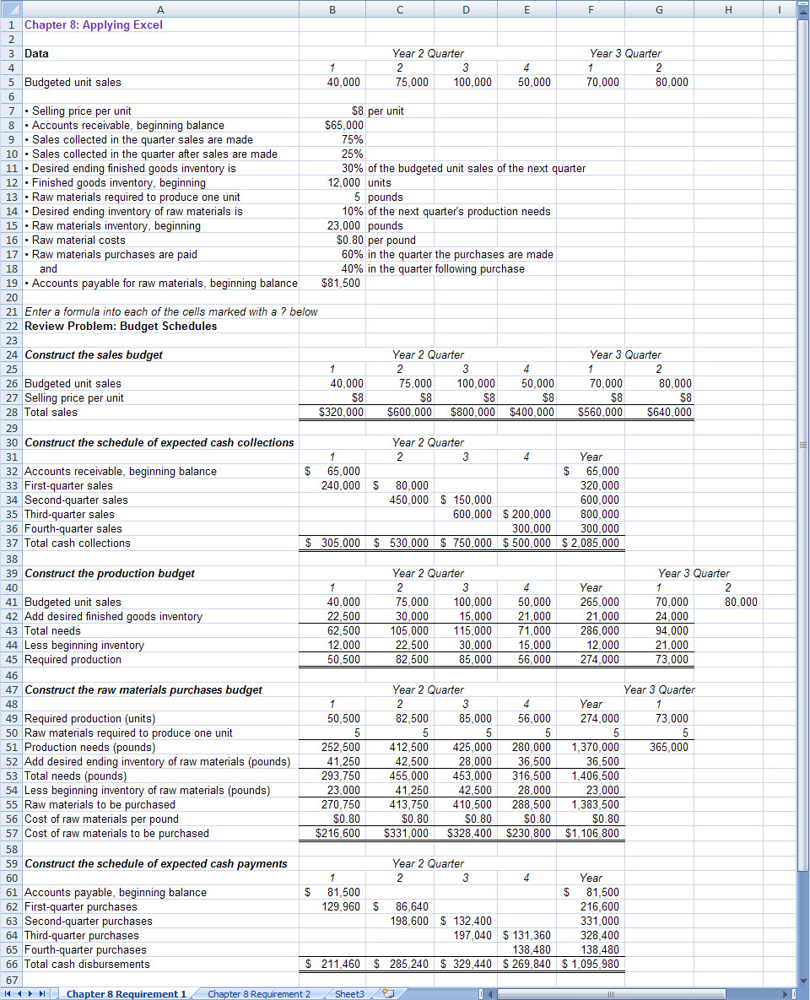 A B C D E F G H I
1 Chapter 8: Applying Excel
2
3 Data Year 2 Quarter Year 3 Quarter
4 1 2 3 4 1 2
5 Budgeted unit sales 40,000 75,000 100,000 50,000 70,000 80,000
6
7 • Selling price per unit $8 per unit
8 • Accounts receivable, beginning balance $65,000
9 • Sales collected in the quarter sales are made 75%
10 • Sales collected in the quarter after sales are made 25%
11 • Desired ending finished goods inventory is 30% of the budgeted unit sales of the next quarter
12 • Finished goods inventory, beginning 12,000 units
13 • Raw materials required to produce one unit 5 pounds
14 • Desired ending inventory of raw materials is 10% of the next quarter's production needs
15 • Raw materials inventory, beginning 23,000 pounds
16 • Raw material costs $0.80 per pound
17 • Raw materials purchases are paid 60% in the quarter the purchases are made
18 and 40% in the quarter following purchase
19 • Accounts payable for raw materials, beginning balance $81,500
20
21 Enter a formula into each of the cells marked with a ? below
22 Review Problem: Budget Schedules
23
24 Construct the sales budget Year 2 Quarter Year 3 Quarter
25 1 2 3 4 1 2
26 Budgeted unit sales 40,000 75,000 100,000 50,000 70,000 80,000
27 Selling price per unit $8 $8 $8 $8 $8 $8
28 Total sales $320,000 $600,000 $800,000 $400,000 $560,000 $640,000
29
30 Construct the schedule of expected cash collections Year 2 Quarter
31 1 2 3 4 Year
32 Accounts receivable, beginning balance $ 65,000 $ 65,000
33 First-quarter sales 240,000 $ 80,000 320,000
34 Second-quarter sales 450,000 $ 150,000 600,000
35 Third-quarter sales 600,000 $ 200,000 800,000
36 Fourth-quarter sales 300,000 300,000
37 Total cash collections $ 305,000 $ 530,000 $ 750,000 $ 500,000 $ 2,085,000
38
39 Construct the production budget Year 2 Quarter Year 3 Quarter
40 1 2 3 4 Year 1 2
41 Budgeted unit sales 40,000 75,000 100,000 50,000 265,000 70,000 80,000
42 Add desired finished goods inventory 22,500 30,000 15,000 21,000 21,000 24,000
43 Total needs 62,500 105,000 115,000 71,000 286,000 94,000
44 Less beginning inventory 12,000 22,500 30,000 15,000 12,000 21,000
45 Required production 50,500 82,500 85,000 56,000 274,000 73,000
46
47 Construct the raw materials purchases budget Year 2 Quarter Year 3 Quarter
48 1 2 3 4 Year 1
49 Required production (units) 50,500 82,500 85,000 56,000 274,000 73,000
50 Raw materials required to produce one unit 5 5 5 5 5 5
51 Production needs (pounds) 252,500 412,500 425,000 280,000 1,370,000 365,000
52 Add desired ending inventory of raw materials (pounds) 41,250 42,500 28,000 36,500 36,500
53 Total needs (pounds) 293,750 455,000 453,000 316,500 1,406,500
54 Less beginning inventory of raw materials (pounds) 23,000 41,250 42,500 28,000 23,000
55 Raw materials to be purchased 270,750 413,750 410,500 288,500 1,383,500
56 Cost of raw materials per pound $0.80 $0.80 $0.80 $0.80 $0.80
57 Cost of raw materials to be purchased $216,600 $331,000 $328,400 $230,800 $1,106,800
58
59 Construct the schedule of expected cash payments Year 2 Quarter
60 1 2 3 4 Year
61 Accounts payable, beginning balance $ 81,500 $ 81,500
62 First-quarter purchases 129,960 $ 86,640 216,600
63 Second-quarter purchases 198,600 $ 132,400 331,000
64 Third-quarter purchases 197,040 $ 131,360 328,400
65 Fourth-quarter purchases 138,480 138,480
66 Total cash disbursements $ 211,460 $ 285,240 $ 329,440 $ 269,840 $ 1,095,980
67
Chapter 8 Requirement 1 Chapter 8 Requirement 2 Sheet3